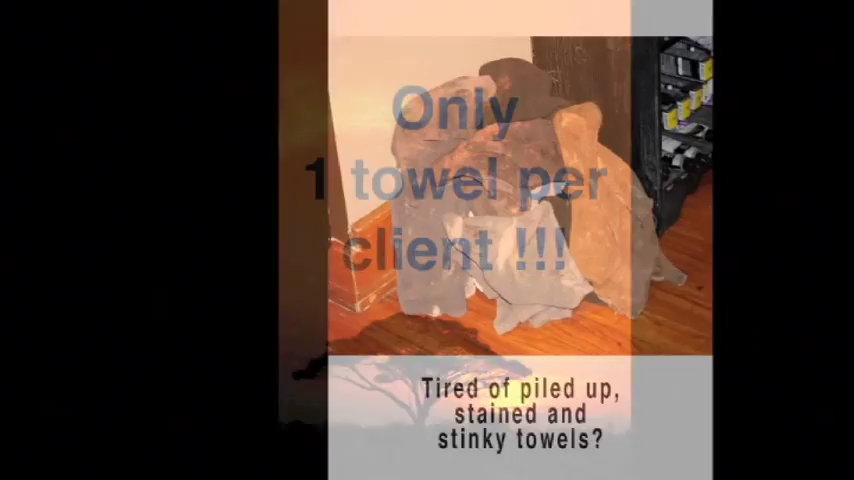 Only
1 towel per
client !!!
Tired of piled up,
stained and
stinky towels?